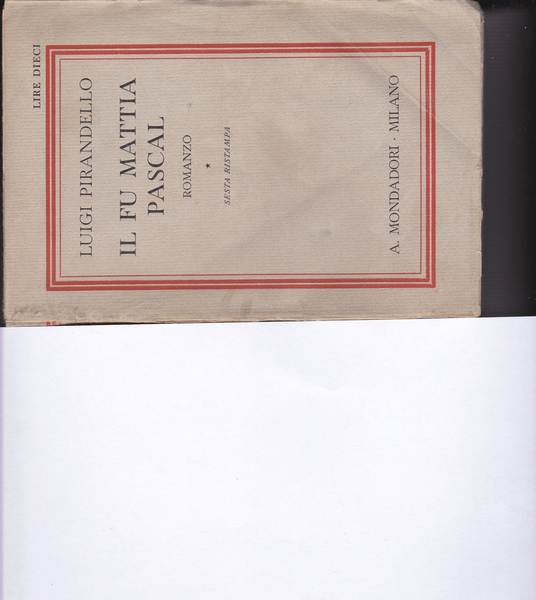 LIRE DIECI
LUIGI PIRANDELLO
IL FU MATTIA
PASCAL
ROMANZO
*
SESTA RISTAMPA
A. MONDADORI · MILANO